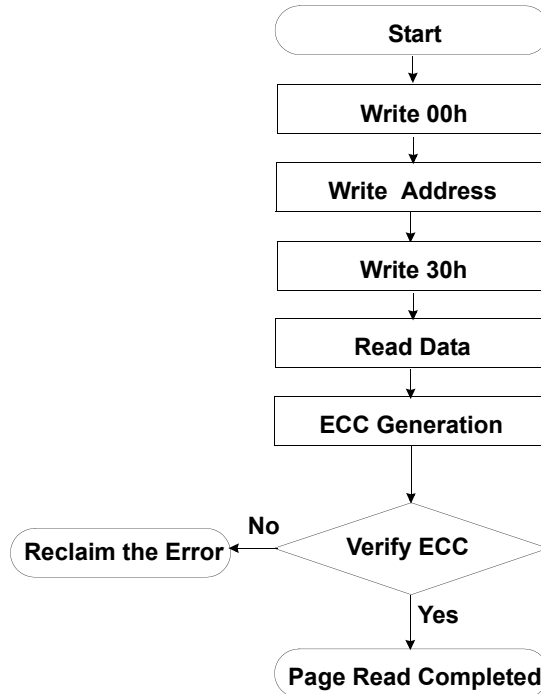 Start
Write 00h
Write Address
Write 30h
Read Data
ECC Generation
No
Reclaim the Error
Verify ECC
Yes
Page Read Completed